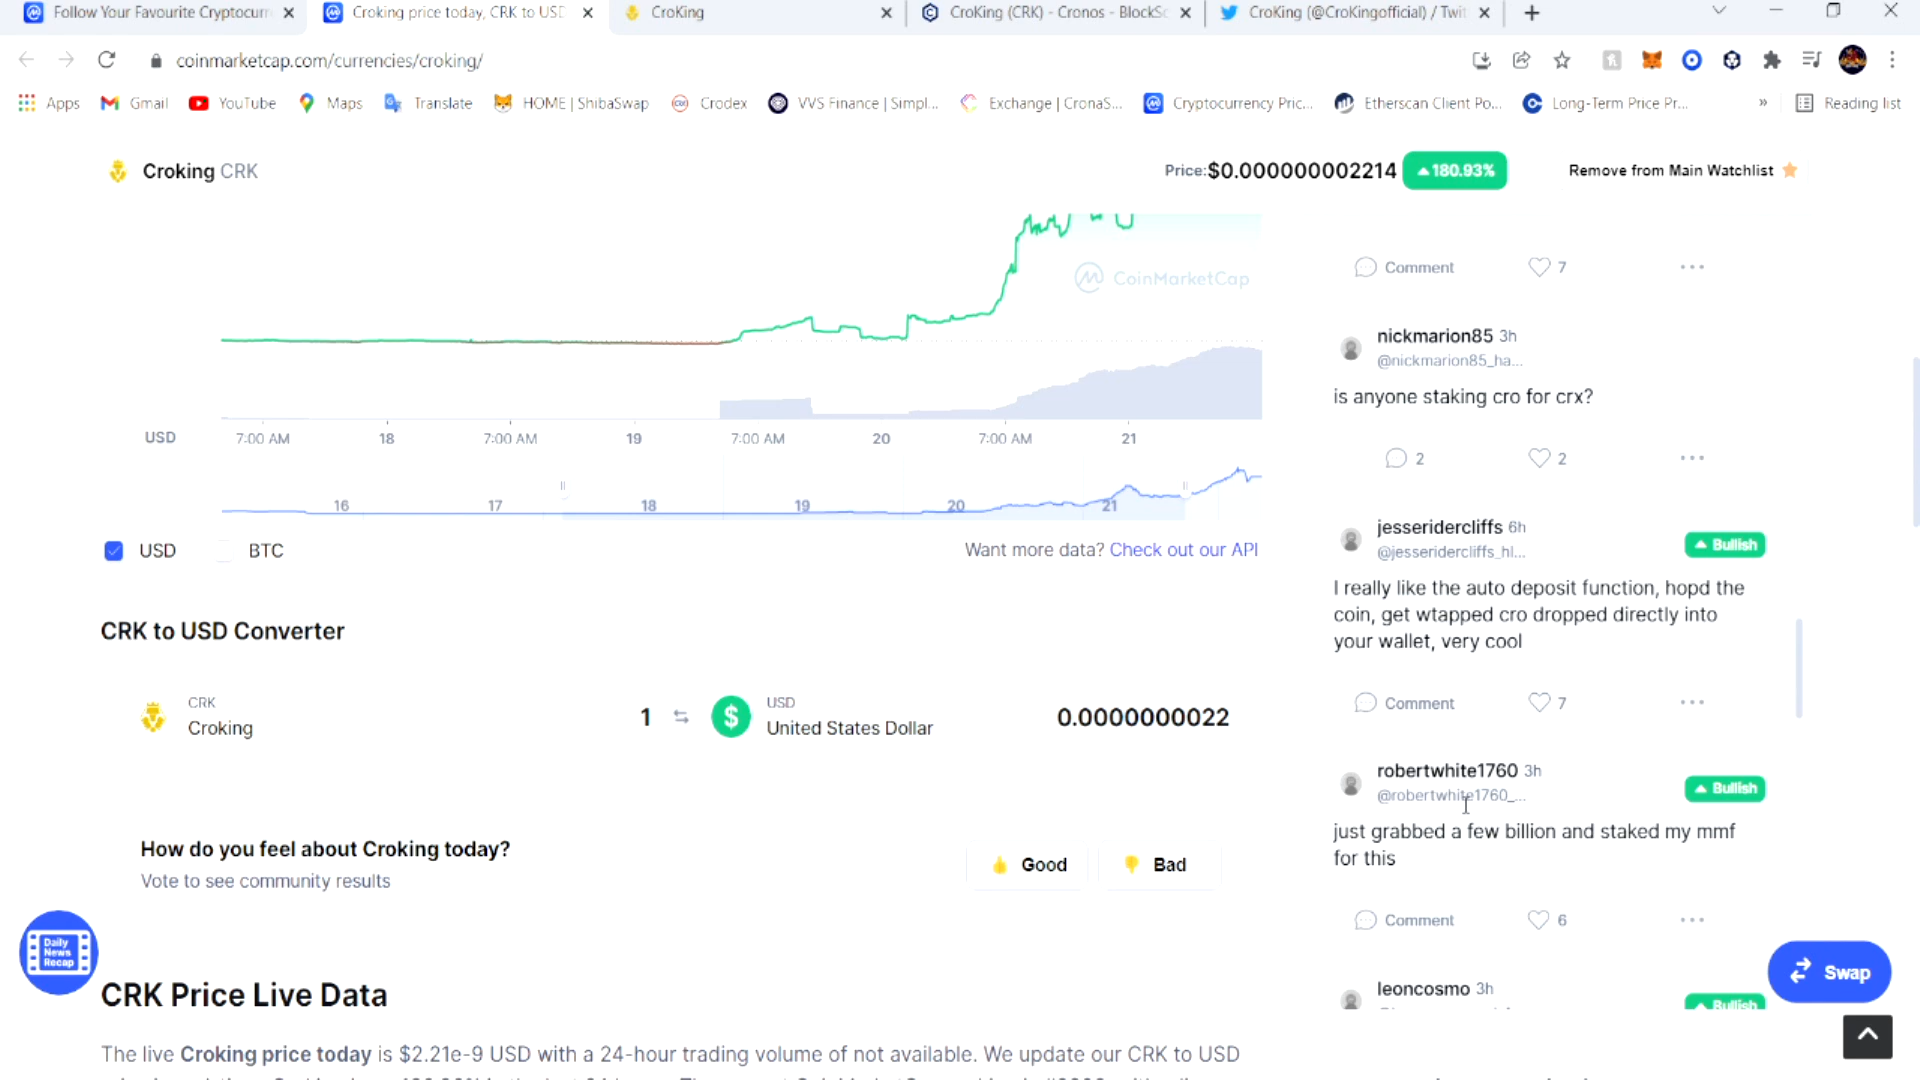 Follow Your Favourite Cryptocurr
Croking price today, CRK to USD
CroKing
CroKing (CRK) - Cronos - BlockSc
CroKing (@CroKingofficial) / Twit
coinmarketcap.com/currencies/croking/
Apps
Gmail
YouTube
Maps
Translate
HOME | ShibaSwap
Crodex
VVS Finance | Simpl...
Exchange | CronaS...
Cryptocurrency Pric...
Etherscan Client Po...
Long-Term Price Pr...
»
Reading list
Croking CRK
Price:$0.000000002214
180.93%
Remove from Main Watchlist
CoinMarketCap
USD
7:00 AM
18
7:00 AM
19
7:00 AM
20
7:00 AM
21
16
17
18
19
20
21
USD
BTC
Want more data? Check out our API
CRK to USD Converter
CRK
Croking
1
$
USD
United States Dollar
0.0000000022
How do you feel about Croking today?
Vote to see community results
Good
Bad
Daily
News
Recap
CRK Price Live Data
The live Croking price today is $2.21e-9 USD with a 24-hour trading volume of not available. We update our CRK to USD
Comment
7
nickmarion85 3h
@nickmarion85_ha...
is anyone staking cro for crx?
2
2
jesseridercliffs 6h
@jesseridercliffs_hl...
Bullish
I really like the auto deposit function, hopd the
coin, get wtapped cro dropped directly into
your wallet, very cool
Comment
7
robertwhite1760 3h
@robertwhite1760_...
Bullish
just grabbed a few billion and staked my mmf
for this
Comment
6
leoncosmo 3h
Bullish
Swap